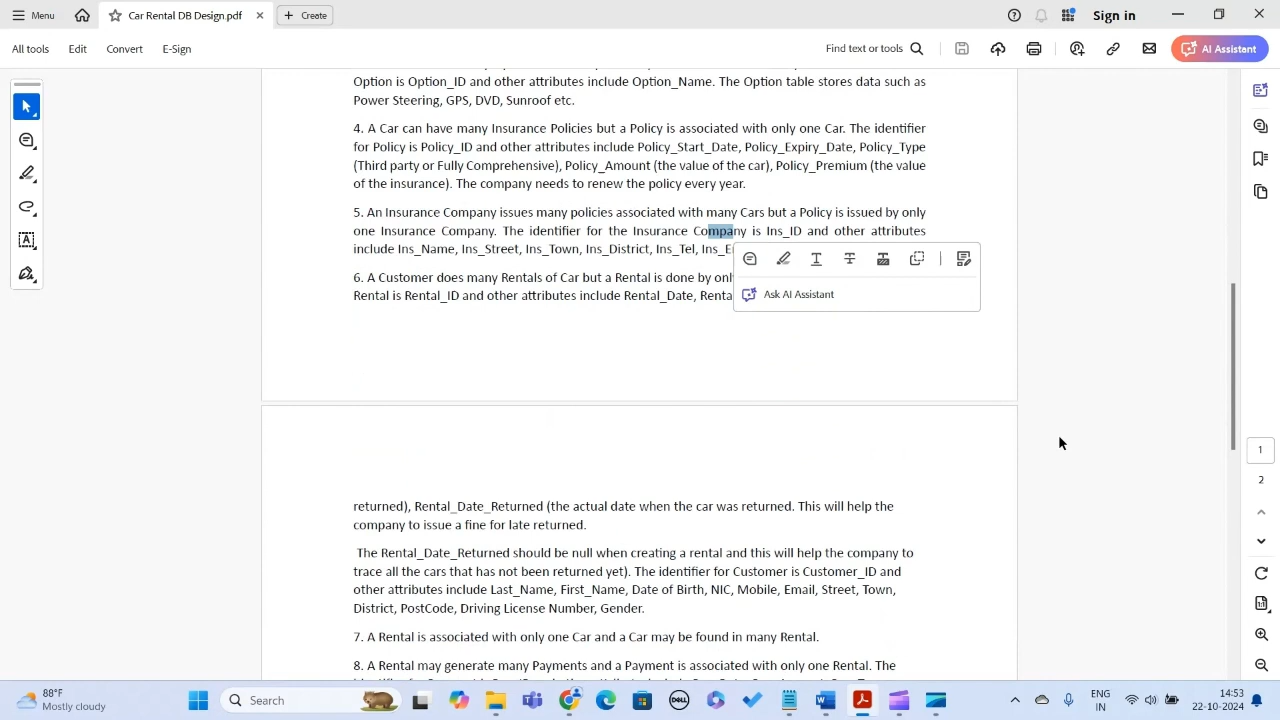 Menu
Car Rental DB Design.pdf
Create
Sign in
All tools
Edit
Convert
E-Sign
Find text or tools
AI Assistant
Option is Option_ID and other attributes include Option_Name. The Option table stores data such as
Power Steering, GPS, DVD, Sunroof etc.
4. A Car can have many Insurance Policies but a Policy is associated with only one Car. The identifier
for Policy is Policy_ID and other attributes include Policy_Start_Date, Policy_Expiry_Date, Policy_Type
(Third party or Fully Comprehensive), Policy_Amount (the value of the car), Policy_Premium (the value
of the insurance). The company needs to renew the policy every year.
5. An Insurance Company issues many policies associated with many Cars but a Policy is issued by only
one Insurance Company. The identifier for the Insurance Company is Ins_ID and other attributes
include Ins_Name, Ins_Street, Ins_Town, Ins_District, Ins_Tel,
6. A Customer does many Rentals of Car but a Rental is done by
Rental is Rental_ID and other attributes include Rental_Date,
Ask AI Assistant
returned), Rental_Date_Returned (the actual date when the car was returned. This will help the
company to issue a fine for late returned.
The Rental_Date_Returned should be null when creating a rental and this will help the company to
trace all the cars that has not been returned yet). The identifier for Customer is Customer_ID and
other attributes include Last_Name, First_Name, Date of Birth, NIC, Mobile, Email, Street, Town,
District, PostCode, Driving License Number, Gender.
7. A Rental is associated with only one Car and a Car may be found in many Rental.
8. A Rental may generate many Payments and a Payment is associated with only one Rental. The
1
2
88°F
Mostly cloudy
Search
ENG
IN
14:53
22-10-2024